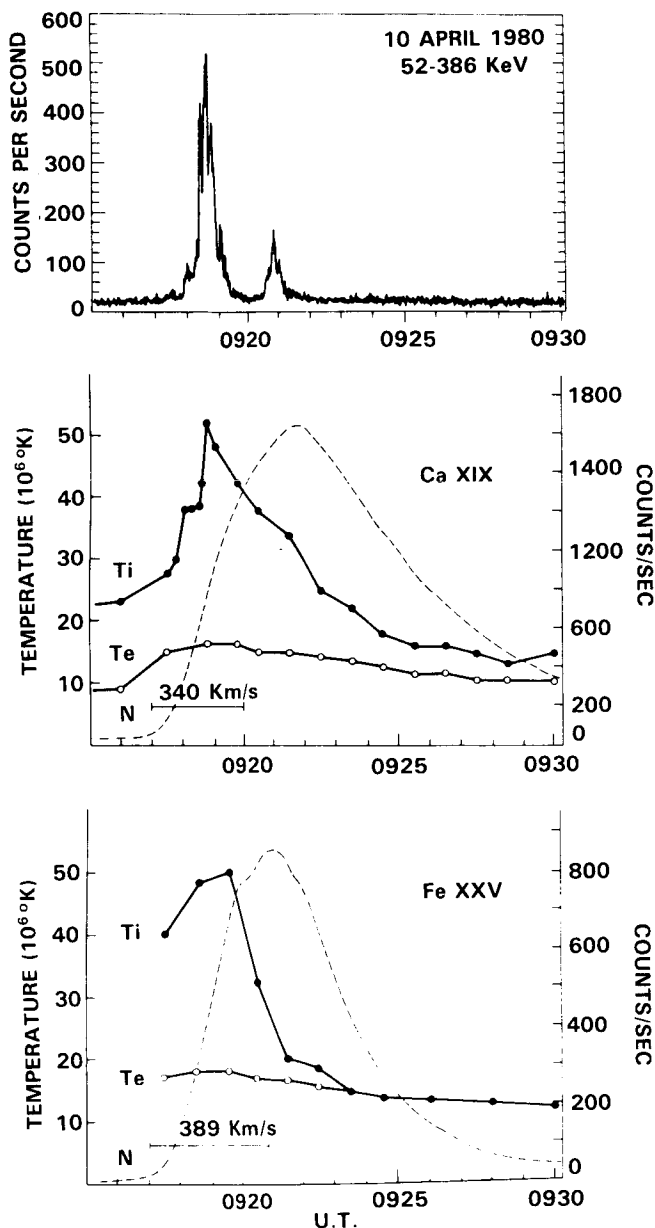 10 APRIL 1980
52-386 KeV
COUNTS PER SECOND
600
500
400
300
200
100
0
0920
0925
0930
Ca XIX
TEMPERATURE (10⁶ °K)
50
40
30
20
10
Ti
Te
N
340 Km/s
1800
1400
1200
600
200
0
COUNTS/SEC
0920
0925
0930
Fe XXV
TEMPERATURE (10⁶ °K)
50
40
30
20
10
Ti
Te
N
389 Km/s
800
600
400
200
0
COUNTS/SEC
0920
0925
0930
U.T.